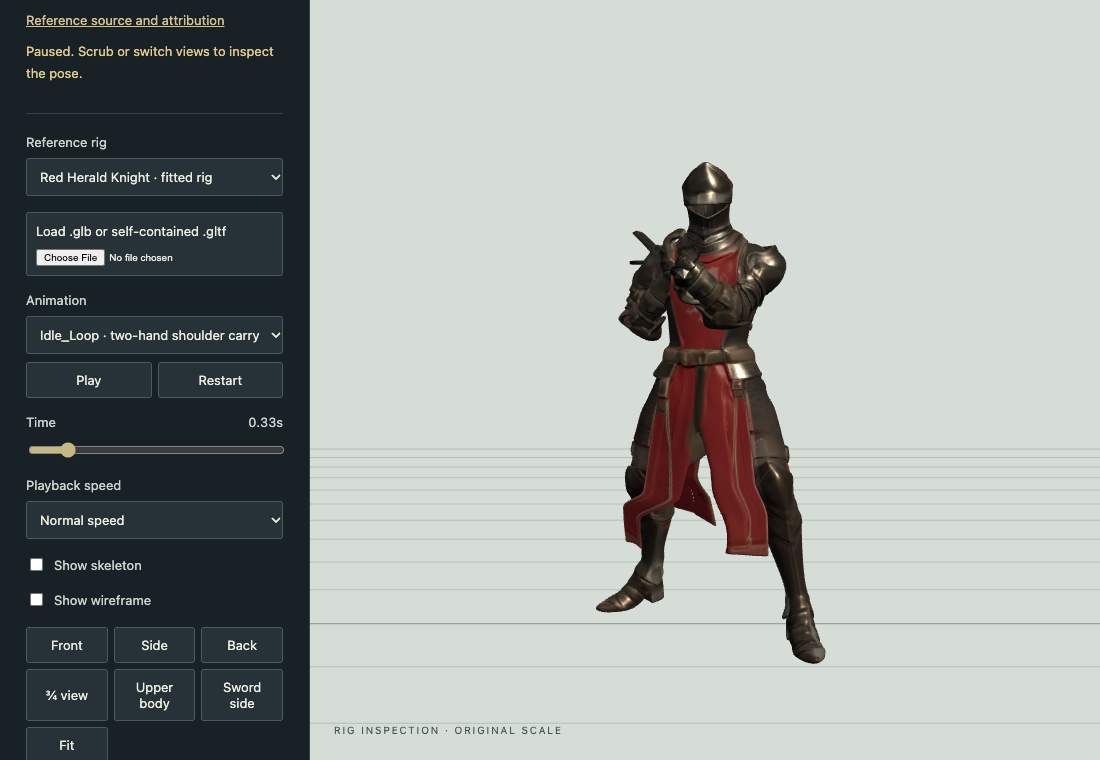 Reference source and attribution
Paused. Scrub or switch views to inspect
the pose.
Reference rig
Red Herald Knight · fitted rig
Load .glb or self-contained .gltf
Choose File No file chosen
Animation
Idle_Loop · two-hand shoulder carry
Play Restart
Time 0.33s
Playback speed
Normal speed
Show skeleton
Show wireframe
Front Side Back
¾ view Upper body Sword side
Fit
RIG INSPECTION · ORIGINAL SCALE